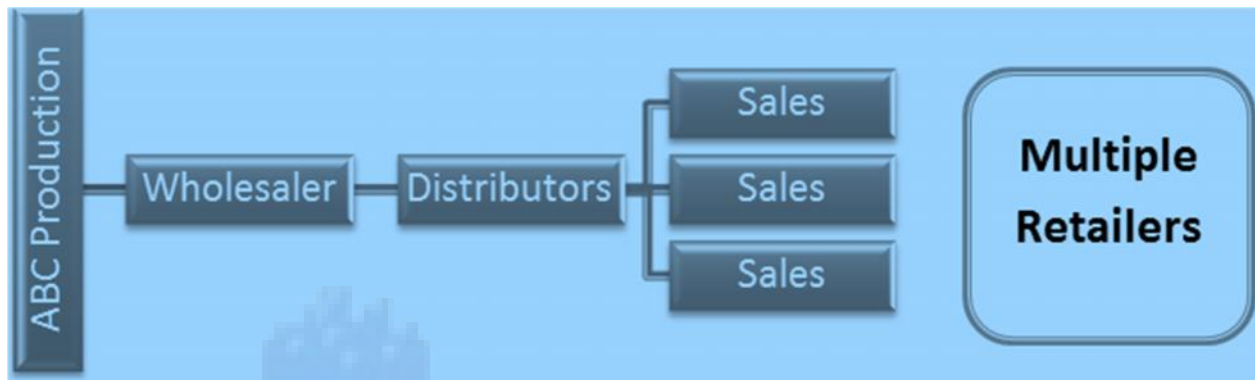 ABC Production
Wholesaler
Distributors
Sales
Sales
Sales
Multiple
Retailers